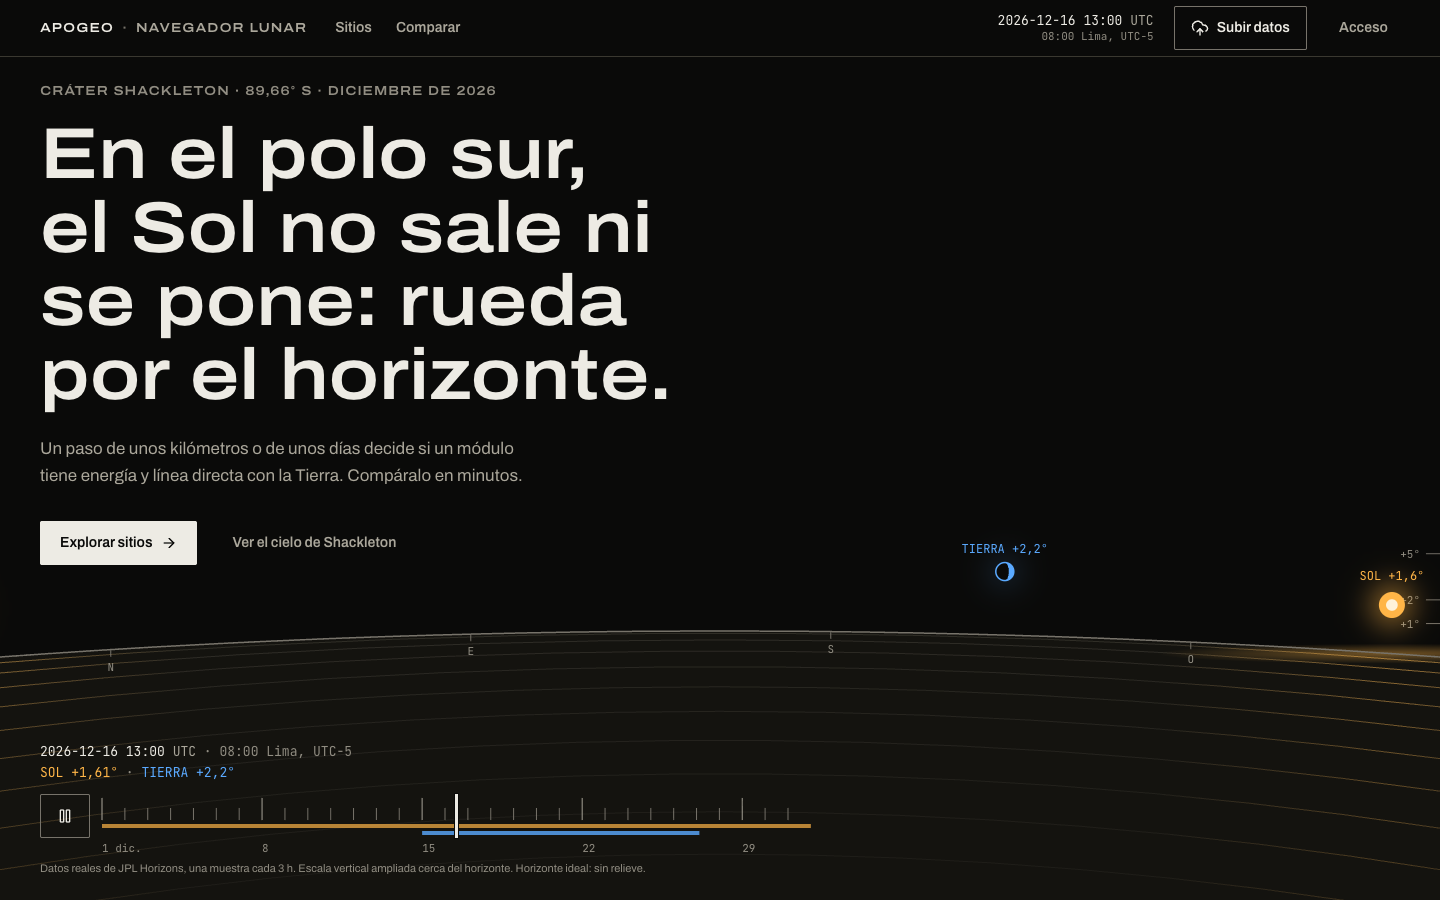 APOGEO · NAVEGADOR LUNAR
Sitios
Comparar
2026-12-16 13:00 UTC
08:00 Lima, UTC-5
Subir datos
Acceso
CRÁTER SHACKLETON · 89,66° S · DICIEMBRE DE 2026
En el polo sur,
el Sol no sale ni
se pone: rueda
por el horizonte.
Un paso de unos kilómetros o de unos días decide si un módulo
tiene energía y línea directa con la Tierra. Compáralo en minutos.
Explorar sitios
Ver el cielo de Shackleton
TIERRA +2,2°
+5°
SOL +1,6°
+2°
+1°
N
E
S
O
2026-12-16 13:00 UTC · 08:00 Lima, UTC-5
SOL +1,61° · TIERRA +2,2°
1 dic.
8
15
22
29
Datos reales de JPL Horizons, una muestra cada 3 h. Escala vertical ampliada cerca del horizonte. Horizonte ideal: sin relieve.